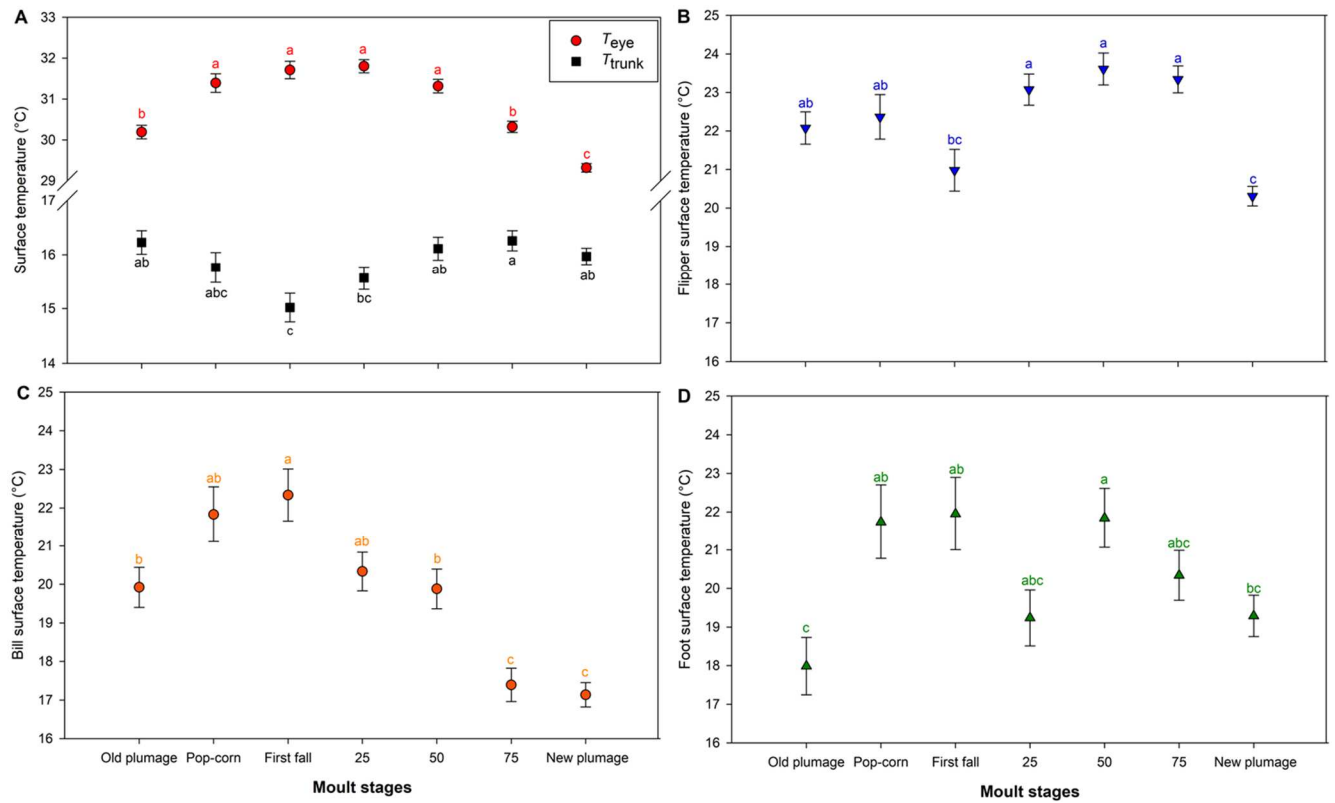 A
33
32
31
30
29
17
16
15
14
Surface temperature (°C)
T eye
T trunk
b
a
a
a
a
b
c
ab
abc
c
bc
ab
a
ab
B
25
24
23
22
21
20
19
18
17
16
Flipper surface temperature (°C)
ab
ab
bc
a
a
a
c
C
25
24
23
22
21
20
19
18
17
16
Bill surface temperature (°C)
b
ab
a
ab
b
c
c
Old plumage
Pop-corn
First fall
25
50
75
New plumage
Moult stages
D
25
24
23
22
21
20
19
18
17
16
Foot surface temperature (°C)
c
ab
ab
abc
a
abc
bc
Old plumage
Pop-corn
First fall
25
50
75
New plumage
Moult stages